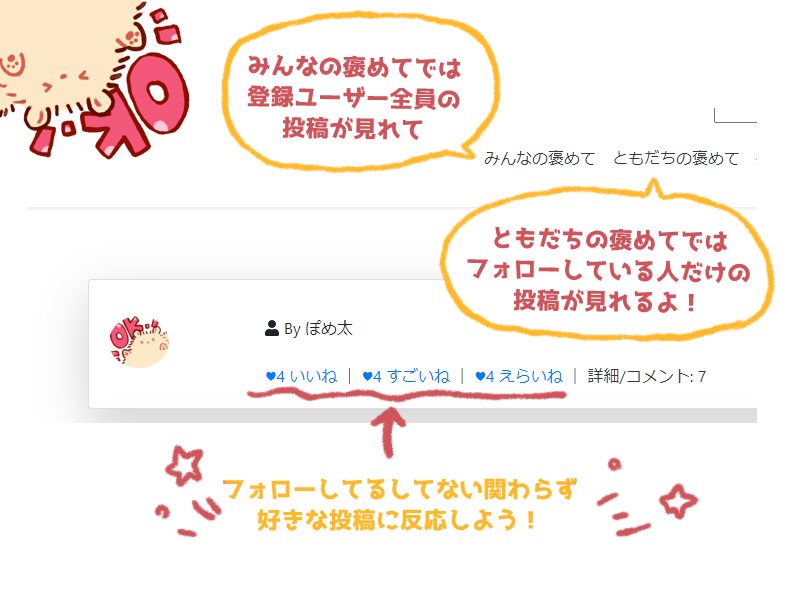 OK
みんなの褒めてでは
登録ユーザー全員の
投稿が見れて
みんなの褒めて ともだちの褒めて
ともだちの褒めてでは
フォローしている人だけの
投稿が見れるよ！
OK
By ぽめ太
♥4 いいね | ♥4 すごいね | ♥4 えらいね | 詳細/コメント: 7
フォローしてるしてない関わらず
好きな投稿に反応しよう！